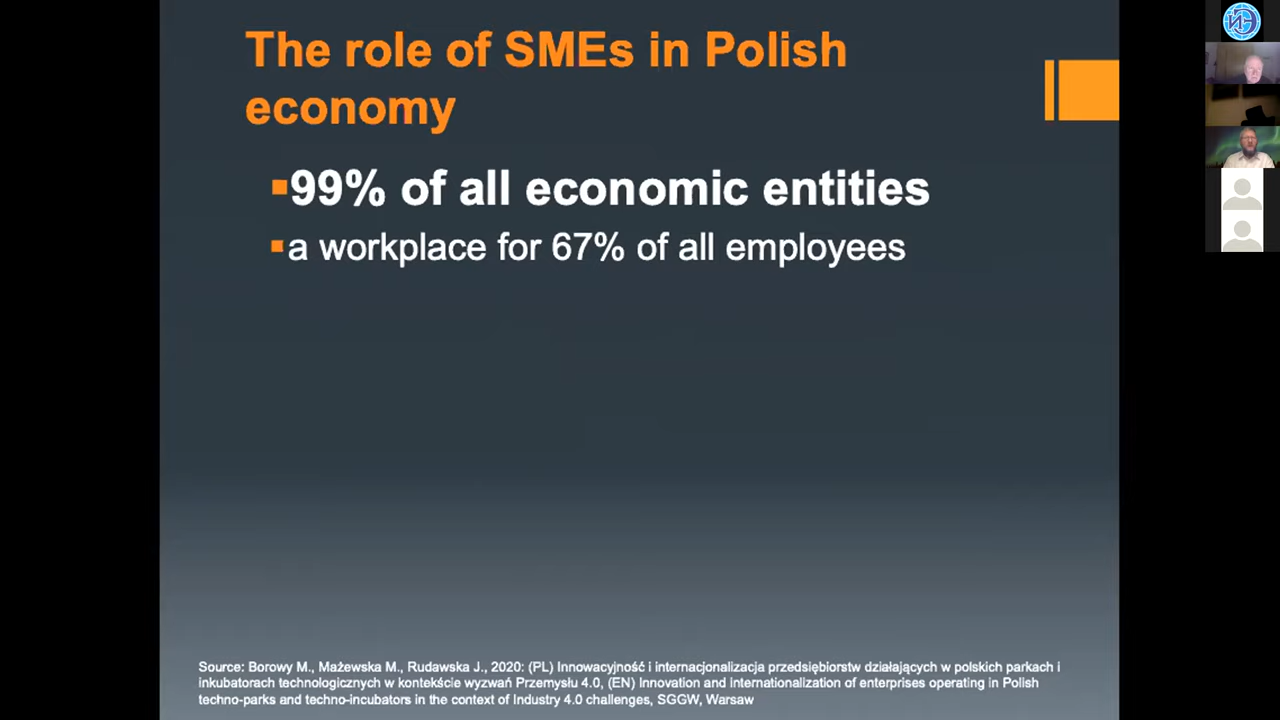 The role of SMEs in Polish
economy
▪99% of all economic entities
▪a workplace for 67% of all employees
Source: Borowy M., Mażewska M., Rudawska J., 2020: (PL) Innowacyjność i internacjonalizacja przedsiębiorstw działających w polskich parkach i
inkubatorach technologicznych w kontekście wyzwań Przemysłu 4.0, (EN) Innovation and internationalization of enterprises operating in Polish
techno-parks and techno-incubators in the context of Industry 4.0 challenges, SGGW, Warsaw